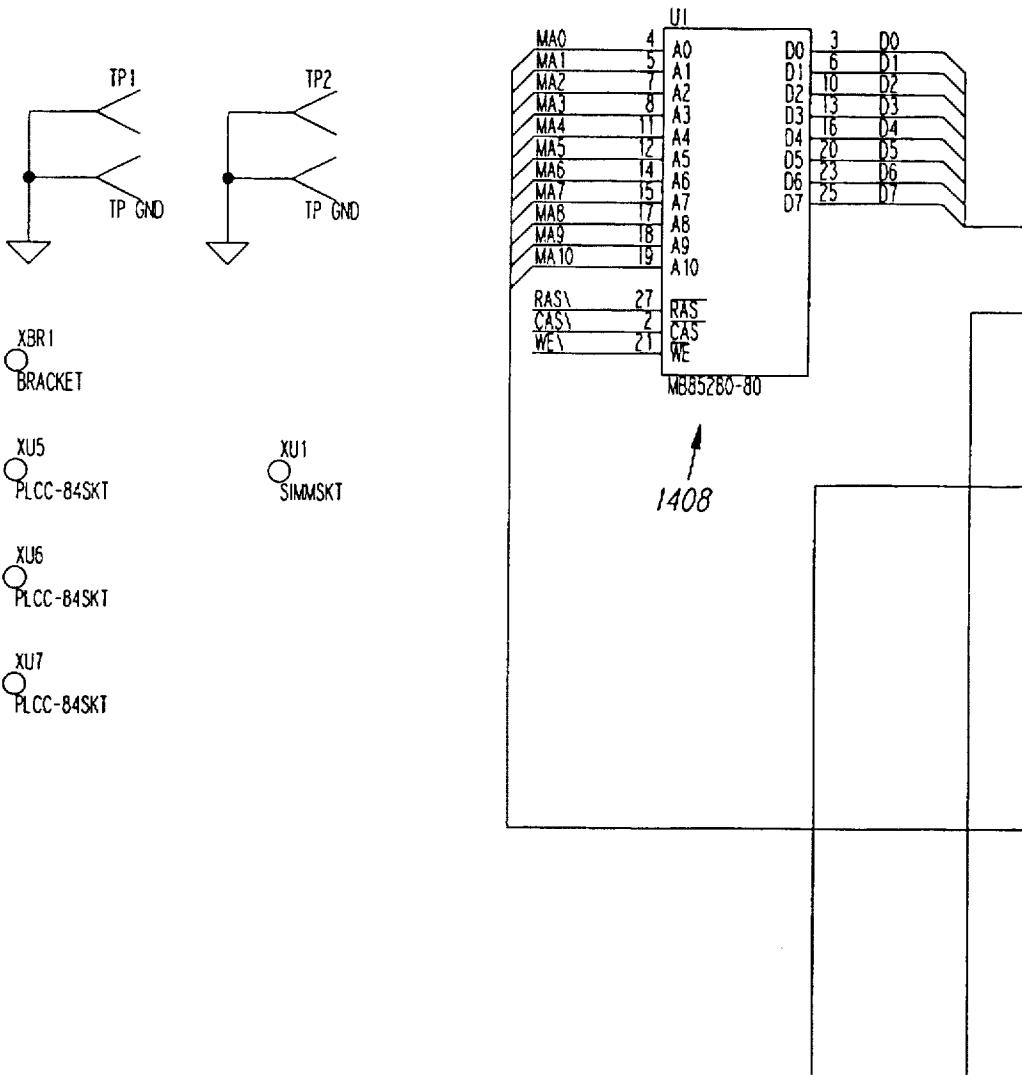 TP1
TP GND
TP2
TP GND
XBR1
BRACKET
XU5
PLCC-84SKT
XU1
SIMMSKT
XU6
PLCC-84SKT
XU7
PLCC-84SKT
U1
MA0 4 A0 D0 3 D0
MA1 5 A1 D1 6 D1
MA2 7 A2 D2 10 D2
MA3 8 A3 D3 13 D3
MA4 11 A4 D4 16 D4
MA5 12 A5 D5 20 D5
MA6 14 A6 D6 23 D6
MA7 15 A7 D7 25 D7
MA8 17 A8
MA9 18 A9
MA10 19 A10
RAS\ 27 RAS
CAS\ 2 CAS
WE\ 21 WE
MB85280-80
1408